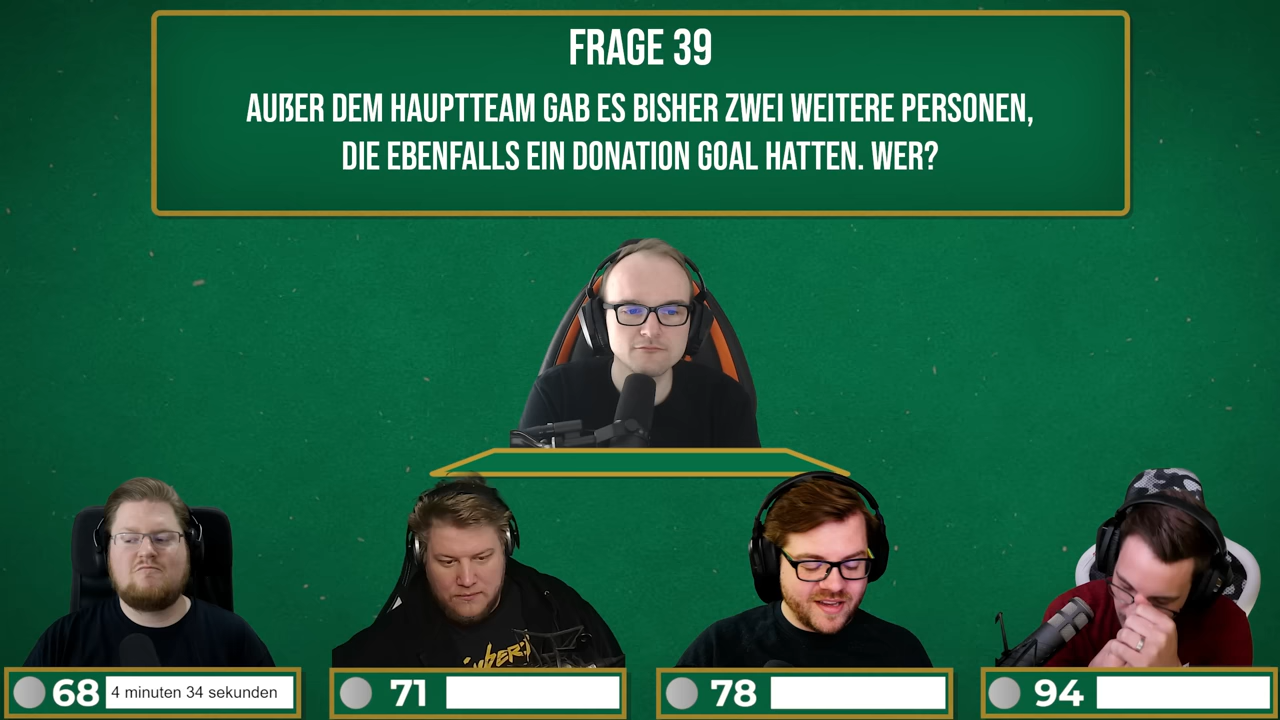 FRAGE 39
AUßER DEM HAUPTTEAM GAB ES BISHER ZWEI WEITERE PERSONEN,
DIE EBENFALLS EIN DONATION GOAL HATTEN. WER?
68 4 minuten 34 sekunden
71
78
94